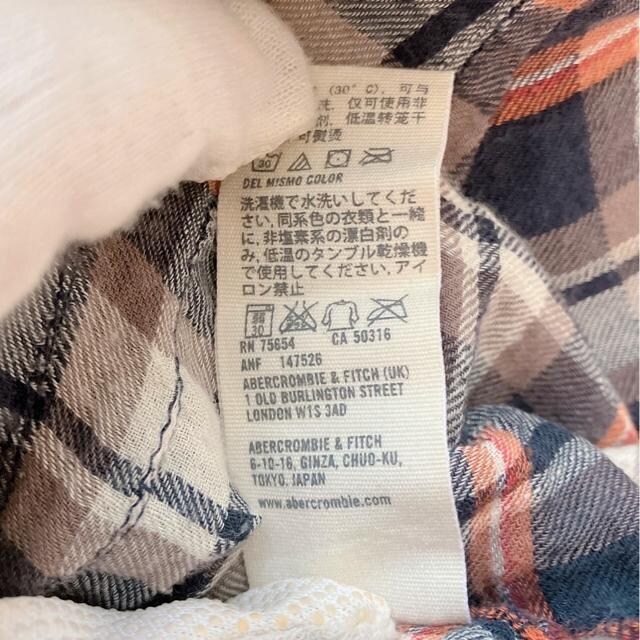 (30°C), 可与
洗, 仅可使用非
剂, 低温转笼干
可熨烫
30
DEL MISMO COLOR
洗濯機で水洗いしてくだ
さい,同系色の衣類と一緒
に,非塩素系の漂白剤の
み,低温のタンブル乾燥機
で使用してください,アイ
ロン禁止
弱
30
RN 75654 CA 50316
ANF 147526
ABERCROMBIE & FITCH (UK)
1 OLD BURLINGTON STREET
LONDON W1S 3AD
ABERCROMBIE & FITCH
6-10-16, GINZA, CHUO-KU,
TOKYO, JAPAN
www.abercrombie.com